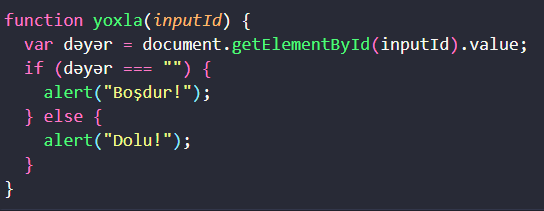 function yoxla(inputId) {
  var dəyər = document.getElementById(inputId).value;
  if (dəyər === "") {
    alert("Boşdur!");
  } else {
    alert("Dolu!");
  }
}